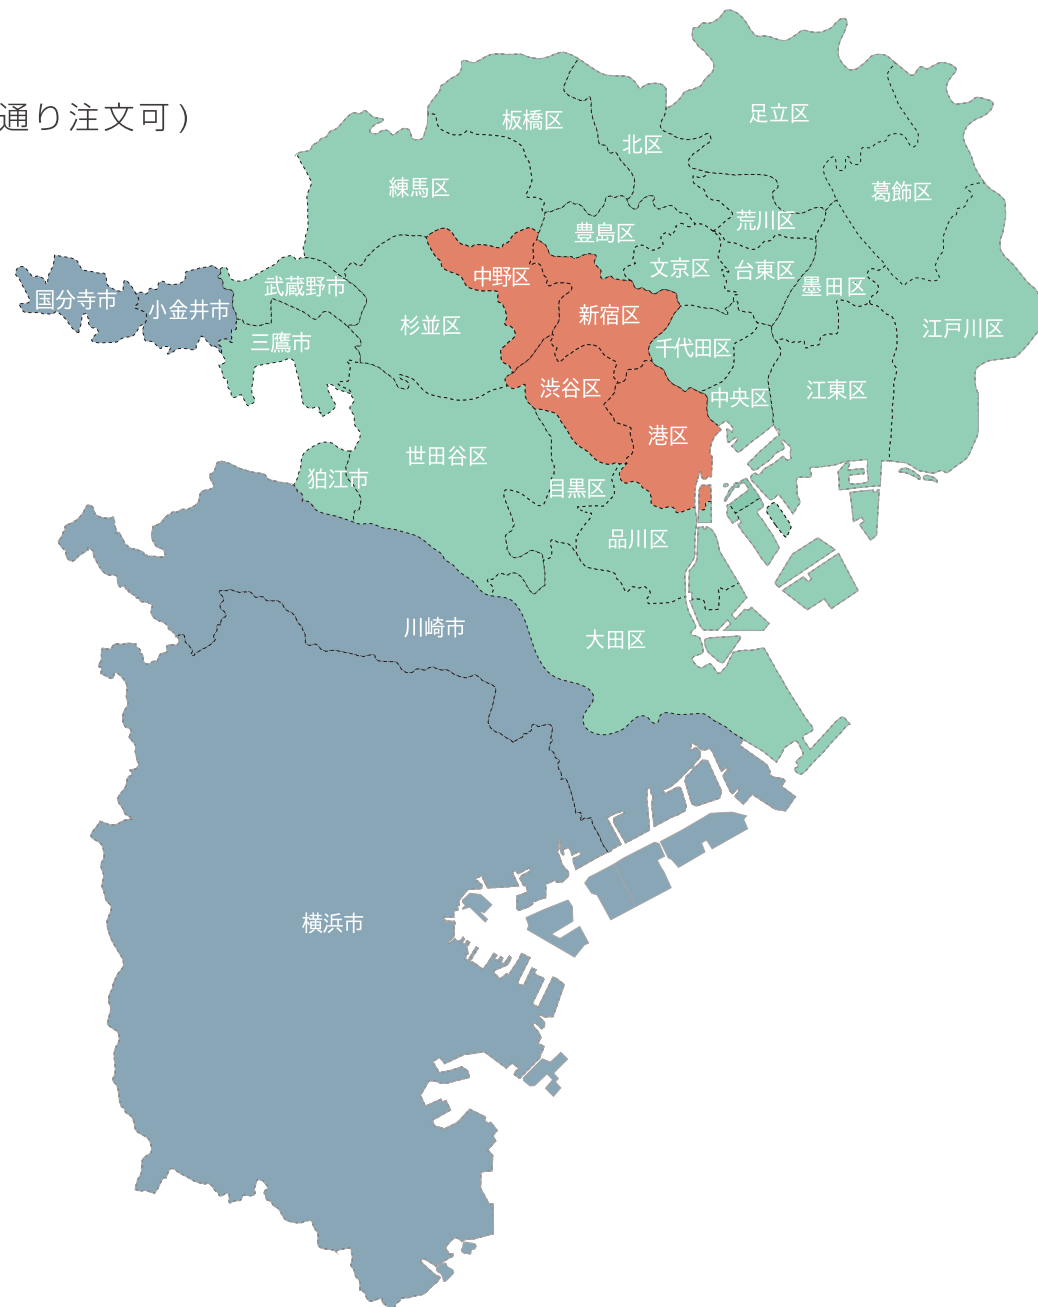 通り注文可)
足立区
板橋区
北区
練馬区
葛飾区
荒川区
豊島区
文京区
台東区
中野区
武蔵野市
墨田区
国分寺市
小金井市
新宿区
杉並区
江戸川区
三鷹市
千代田区
渋谷区
江東区
中央区
港区
世田谷区
狛江市
目黒区
品川区
川崎市
大田区
横浜市